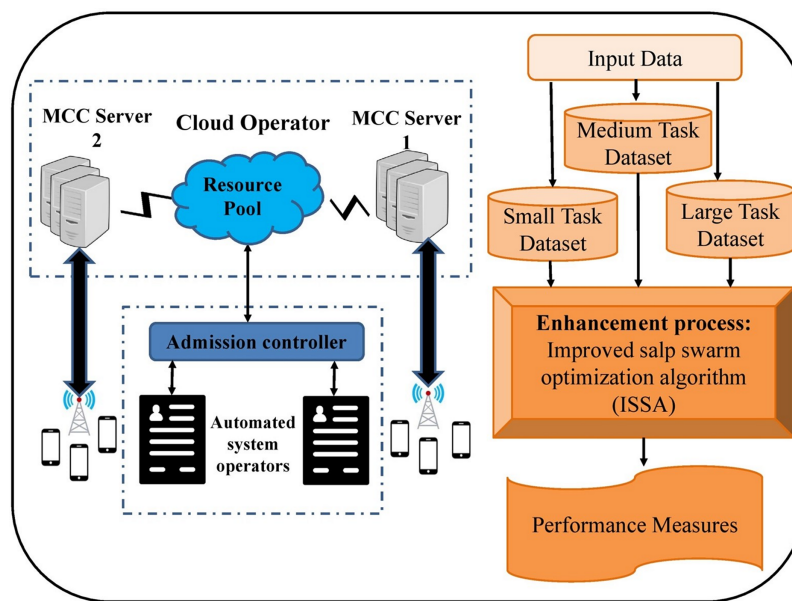 MCC Server
2
Cloud Operator
MCC Server
1
Resource
Pool
Admission controller
Automated
system
operators
Input Data
Medium Task
Dataset
Small Task
Dataset
Large Task
Dataset
Enhancement process:
Improved salp swarm
optimization algorithm
(ISSA)
Performance Measures